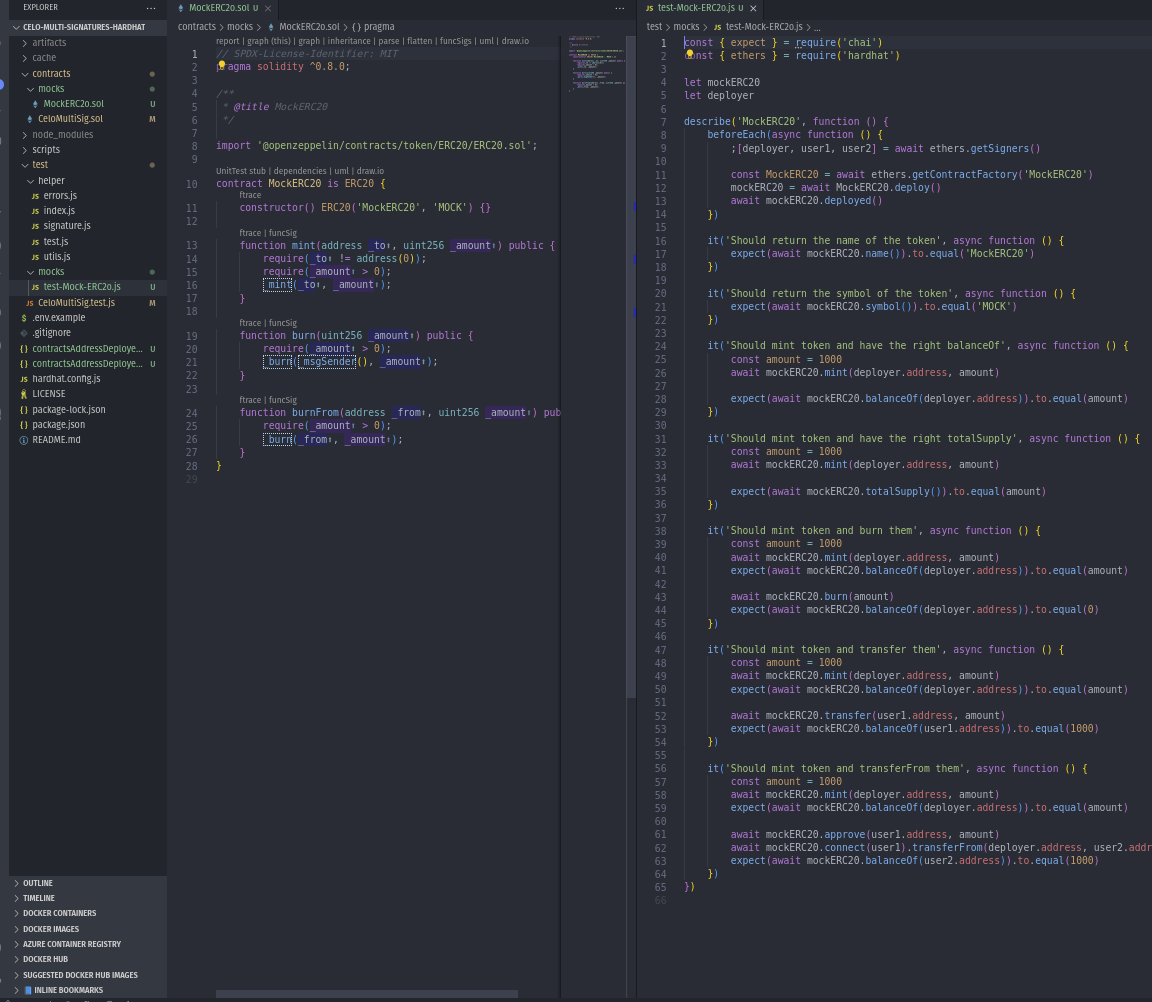 EXPLORER
CELO-MULTI-SIGNATURES-HARDHAT
artifacts
cache
contracts
mocks
MockERC2o.sol U
CeloMultiSig.sol M
node_modules
scripts
test
helper
errors.js
index.js
signature.js
test.js
utils.js
mocks
test-Mock-ERC2o.js U
CeloMultiSig.test.js M
.env.example
.gitignore
contractsAddressDeploye... U
contractsAddressDeploye... U
hardhat.config.js
LICENSE
package-lock.json
package.json
README.md
OUTLINE
TIMELINE
DOCKER CONTAINERS
DOCKER IMAGES
AZURE CONTAINER REGISTRY
DOCKER HUB
SUGGESTED DOCKER HUB IMAGES
INLINE BOOKMARKS
MockERC2o.sol U
contracts > mocks > MockERC2o.sol > {} pragma
report | graph (this) | graph | inheritance | parse | flatten | funcSigs | uml | draw.io
1 // SPDX-License-Identifier: MIT
2 pragma solidity ^0.8.0;
3
4 /**
5 * @title MockERC20
6 */
7
8 import '@openzeppelin/contracts/token/ERC20/ERC20.sol';
9
UnitTest stub | dependencies | uml | draw.io
10 contract MockERC20 is ERC20 {
ftrace
11 constructor() ERC20('MockERC20', 'MOCK') {}
12
ftrace | funcSig
13 function mint(address _to↑, uint256 _amount↑) public {
14 require(_to↑ != address(0));
15 require(_amount↑ > 0);
16 _mint(_to↑, _amount↑);
17 }
18
ftrace | funcSig
19 function burn(uint256 _amount↑) public {
20 require(_amount↑ > 0);
21 _burn(_msgSender(), _amount↑);
22 }
23
ftrace | funcSig
24 function burnFrom(address _from↑, uint256 _amount↑) pub
25 require(_amount↑ > 0);
26 _burn(_from↑, _amount↑);
27 }
28 }
29
test-Mock-ERC2o.js U
test > mocks > test-Mock-ERC2o.js > ...
1 const { expect } = require('chai')
2 const { ethers } = require('hardhat')
3
4 let mockERC20
5 let deployer
6
7 describe('MockERC20', function () {
8 beforeEach(async function () {
9 ;[deployer, user1, user2] = await ethers.getSigners()
10
11 const MockERC20 = await ethers.getContractFactory('MockERC20')
12 mockERC20 = await MockERC20.deploy()
13 await mockERC20.deployed()
14 })
15
16 it('Should return the name of the token', async function () {
17 expect(await mockERC20.name()).to.equal('MockERC20')
18 })
19
20 it('Should return the symbol of the token', async function () {
21 expect(await mockERC20.symbol()).to.equal('MOCK')
22 })
23
24 it('Should mint token and have the right balanceOf', async function () {
25 const amount = 1000
26 await mockERC20.mint(deployer.address, amount)
27
28 expect(await mockERC20.balanceOf(deployer.address)).to.equal(amount)
29 })
30
31 it('Should mint token and have the right totalSupply', async function () {
32 const amount = 1000
33 await mockERC20.mint(deployer.address, amount)
34
35 expect(await mockERC20.totalSupply()).to.equal(amount)
36 })
37
38 it('Should mint token and burn them', async function () {
39 const amount = 1000
40 await mockERC20.mint(deployer.address, amount)
41 expect(await mockERC20.balanceOf(deployer.address)).to.equal(amount)
42
43 await mockERC20.burn(amount)
44 expect(await mockERC20.balanceOf(deployer.address)).to.equal(0)
45 })
46
47 it('Should mint token and transfer them', async function () {
48 const amount = 1000
49 await mockERC20.mint(deployer.address, amount)
50 expect(await mockERC20.balanceOf(deployer.address)).to.equal(amount)
51
52 await mockERC20.transfer(user1.address, amount)
53 expect(await mockERC20.balanceOf(user1.address)).to.equal(1000)
54 })
55
56 it('Should mint token and transferFrom them', async function () {
57 const amount = 1000
58 await mockERC20.mint(deployer.address, amount)
59 expect(await mockERC20.balanceOf(deployer.address)).to.equal(amount)
60
61 await mockERC20.approve(user1.address, amount)
62 await mockERC20.connect(user1).transferFrom(deployer.address, user2.addr
63 expect(await mockERC20.balanceOf(user2.address)).to.equal(1000)
64 })
65 })
66